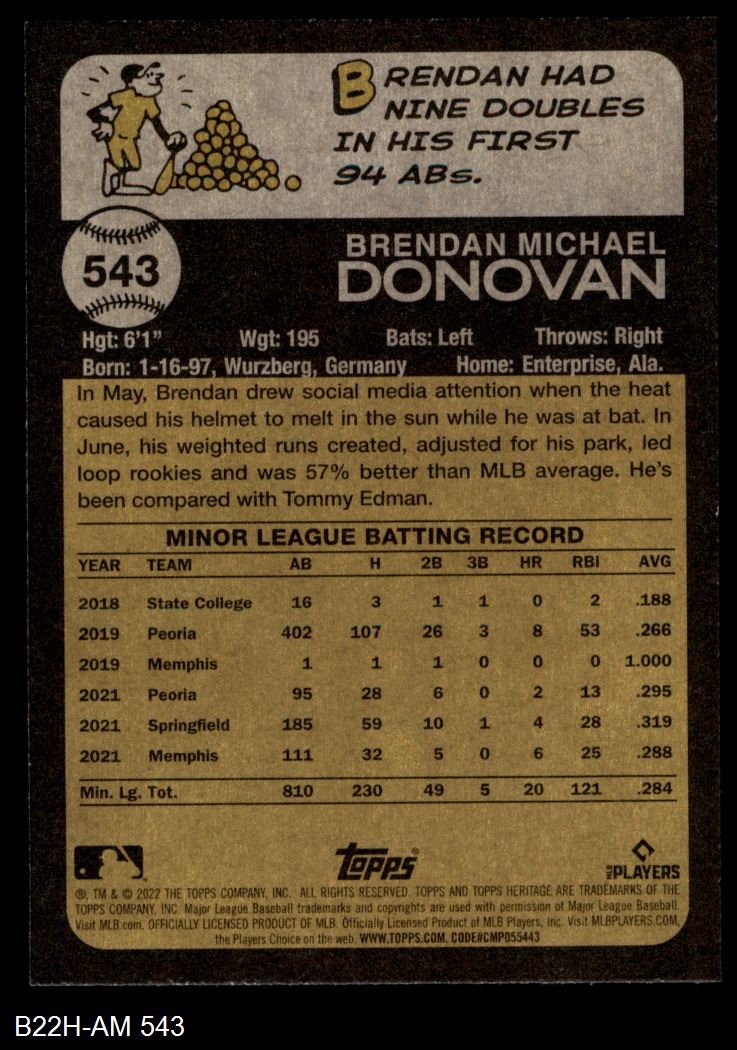 BRENDAN HAD
NINE DOUBLES
IN HIS FIRST
94 ABs.
543
BRENDAN MICHAEL
DONOVAN
Hgt: 6'1" Wgt: 195 Bats: Left Throws: Right
Born: 1-16-97, Wurzberg, Germany Home: Enterprise, Ala.
In May, Brendan drew social media attention when the heat
caused his helmet to melt in the sun while he was at bat. In
June, his weighted runs created, adjusted for his park, led
loop rookies and was 57% better than MLB average. He's
been compared with Tommy Edman.
MINOR LEAGUE BATTING RECORD
YEAR TEAM AB H 2B 3B HR RBI AVG
2018 State College 16 3 1 1 0 2 .188
2019 Peoria 402 107 26 3 8 53 .266
2019 Memphis 1 1 1 0 0 0 1.000
2021 Peoria 95 28 6 0 2 13 .295
2021 Springfield 185 59 10 1 4 28 .319
2021 Memphis 111 32 5 0 6 25 .288
Min. Lg. Tot. 810 230 49 5 20 121 .284
Topps® MLB PLAYERS
®, TM & © 2022 THE TOPPS COMPANY, INC. ALL RIGHTS RESERVED. TOPPS AND TOPPS HERITAGE ARE TRADEMARKS OF THE
TOPPS COMPANY, INC. Major League Baseball trademarks and copyrights are used with permission of Major League Baseball.
Visit MLB.com. OFFICIALLY LICENSED PRODUCT OF MLB. Officially Licensed Product of MLB Players, Inc. Visit MLBPLAYERS.COM,
the Players Choice on the web. WWW.TOPPS.COM. CODE#CMP055443
B22H-AM 543